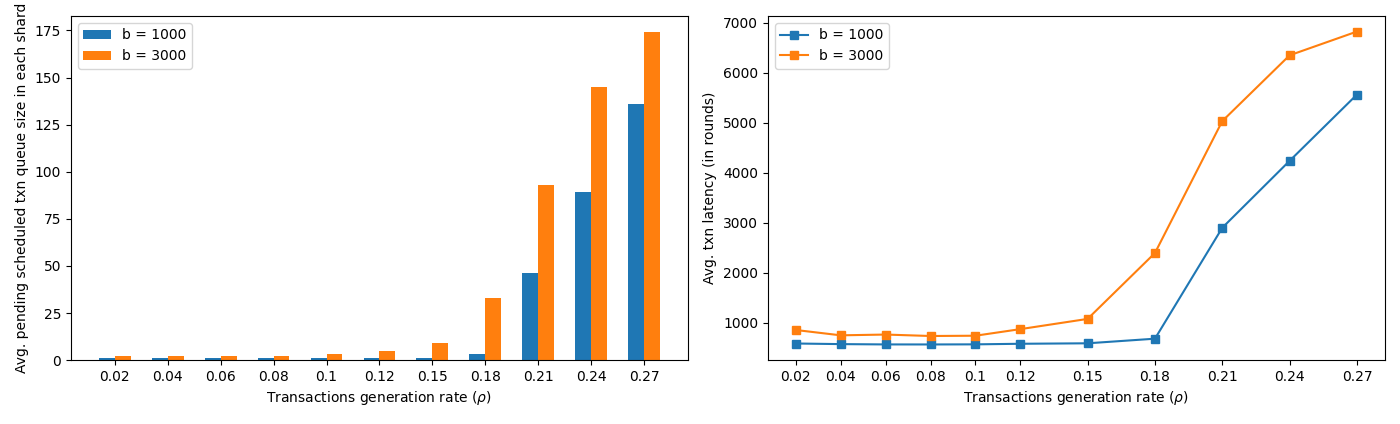 Avg. pending scheduled txn queue size in each shard
175
150
125
100
75
50
25
0
b = 1000
b = 3000
0.02 0.04 0.06 0.08 0.1 0.12 0.15 0.18 0.21 0.24 0.27
Transactions generation rate (ρ)
Avg. txn latency (in rounds)
7000
6000
5000
4000
3000
2000
1000
b = 1000
b = 3000
0.02 0.04 0.06 0.08 0.1 0.12 0.15 0.18 0.21 0.24 0.27
Transactions generation rate (ρ)